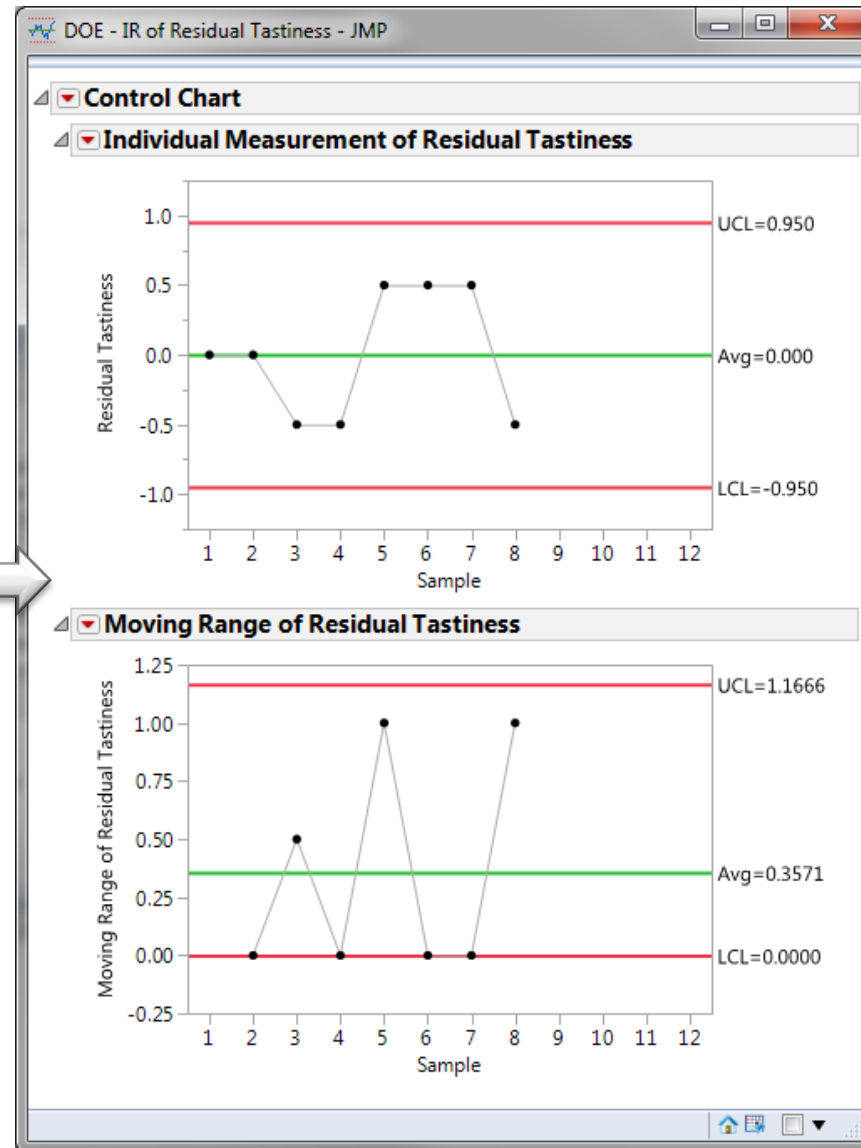 DOE - IR of Residual Tastiness - JMP
Control Chart
Individual Measurement of Residual Tastiness
Residual Tastiness
1.0
0.5
0.0
-0.5
-1.0
UCL=0.950
Avg=0.000
LCL=-0.950
1 2 3 4 5 6 7 8 9 10 11 12
Sample
Moving Range of Residual Tastiness
Moving Range of Residual Tastiness
1.25
1.00
0.75
0.50
0.25
0.00
-0.25
UCL=1.1666
Avg=0.3571
LCL=0.0000
1 2 3 4 5 6 7 8 9 10 11 12
Sample